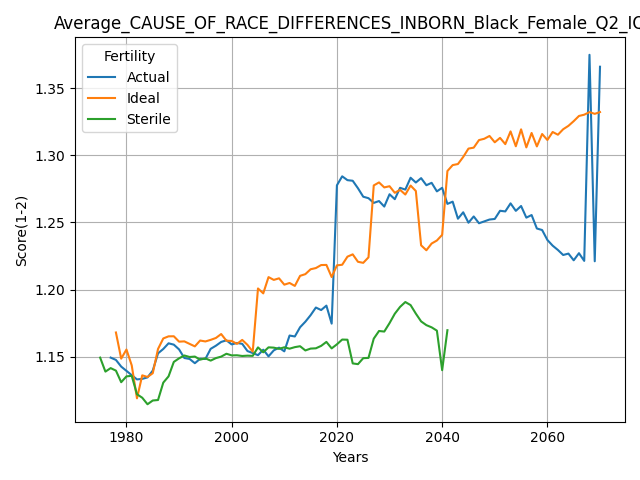 Average_CAUSE_OF_RACE_DIFFERENCES_INBORN_Black_Female_Q2_IC
Fertility
Actual
Ideal
Sterile
Score(1-2)
1.35
1.30
1.25
1.20
1.15
1980
2000
2020
2040
2060
Years